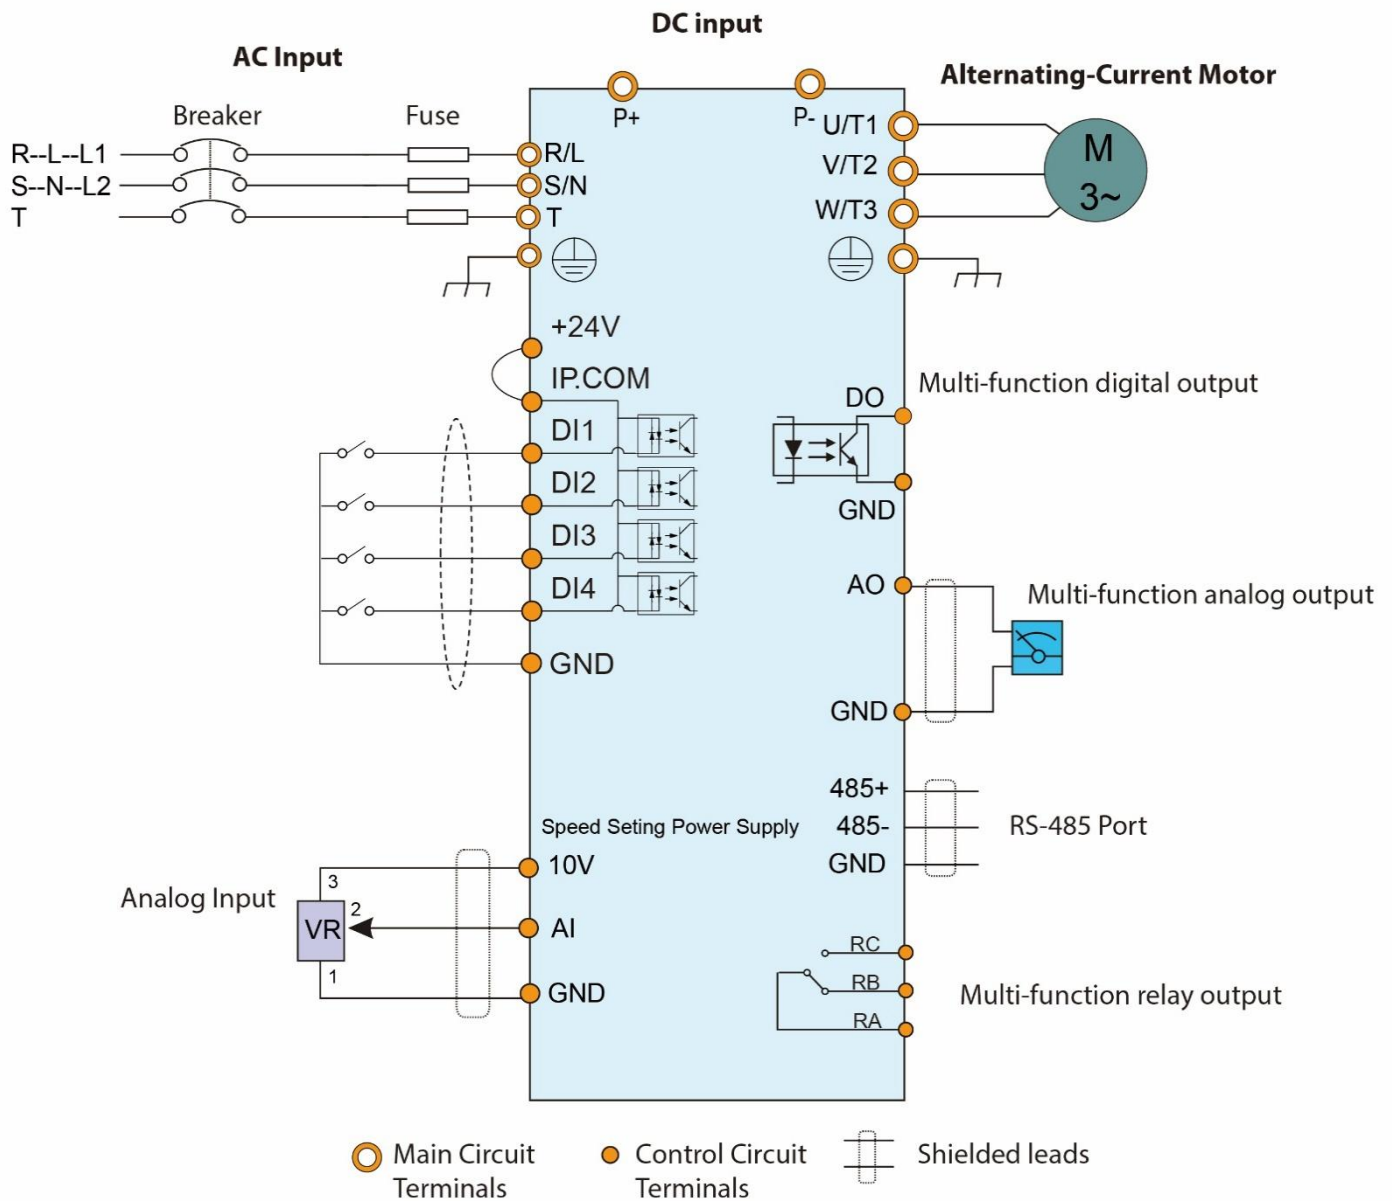 DC input
AC Input
Alternating-Current Motor
Breaker
Fuse
P+
P-
R--L--L1
S--N--L2
T
R/L
S/N
T
U/T1
V/T2
W/T3
M
3~
+24V
IP.COM
DI1
DI2
DI3
DI4
GND
Multi-function digital output
DO
GND
AO
Multi-function analog output
GND
485+
485-
GND
RS-485 Port
Speed Seting Power Supply
10V
Analog Input
3
VR
2
1
AI
GND
RC
RB
RA
Multi-function relay output
Main Circuit
Terminals
Control Circuit
Terminals
Shielded leads